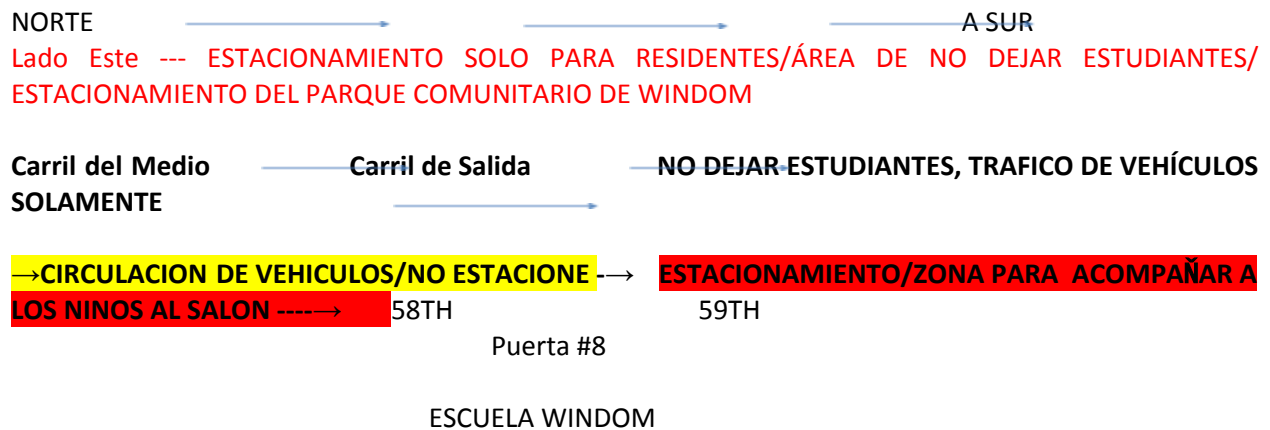 NORTE A SUR
Lado Este --- ESTACIONAMIENTO SOLO PARA RESIDENTES/ÁREA DE NO DEJAR ESTUDIANTES/
ESTACIONAMIENTO DEL PARQUE COMUNITARIO DE WINDOM
Carril del Medio Carril de Salida NO DEJAR ESTUDIANTES, TRAFICO DE VEHÍCULOS
SOLAMENTE
→CIRCULACION DE VEHICULOS/NO ESTACIONE -→ ESTACIONAMIENTO/ZONA PARA ACOMPAŇAR A
LOS NINOS AL SALON ----→ 58TH 59TH
Puerta #8
ESCUELA WINDOM